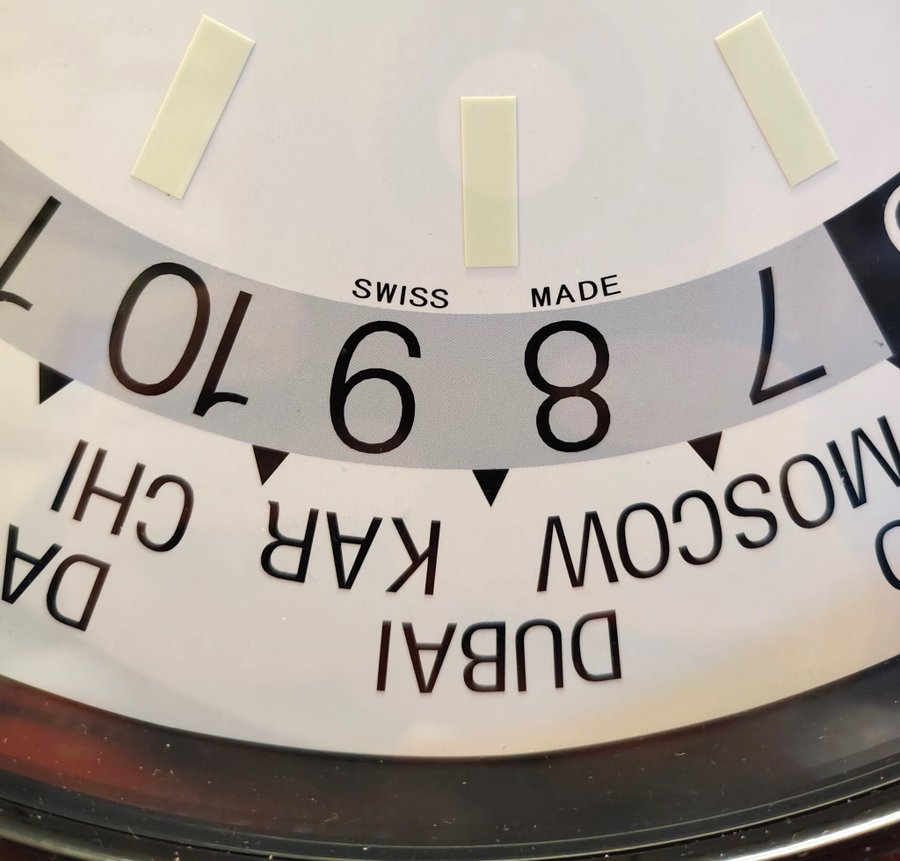 SWISS MADE
7 8 9 10
MOSCOW
DUBAI
KAR CHI